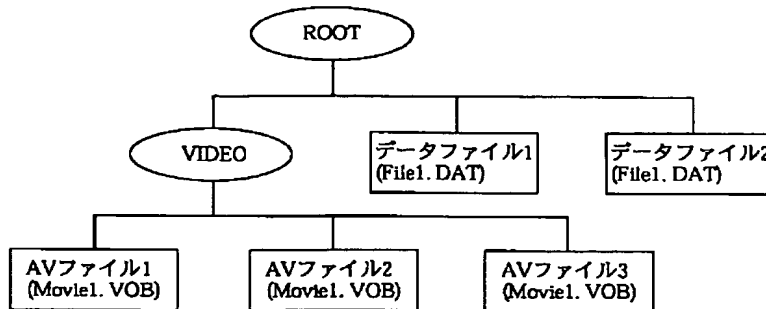 ROOT
VIDEO
データファイル1
(File1. DAT)
データファイル2
(File1. DAT)
AVファイル1
(Movie1. VOB)
AVファイル2
(Movie1. VOB)
AVファイル3
(Movie1. VOB)